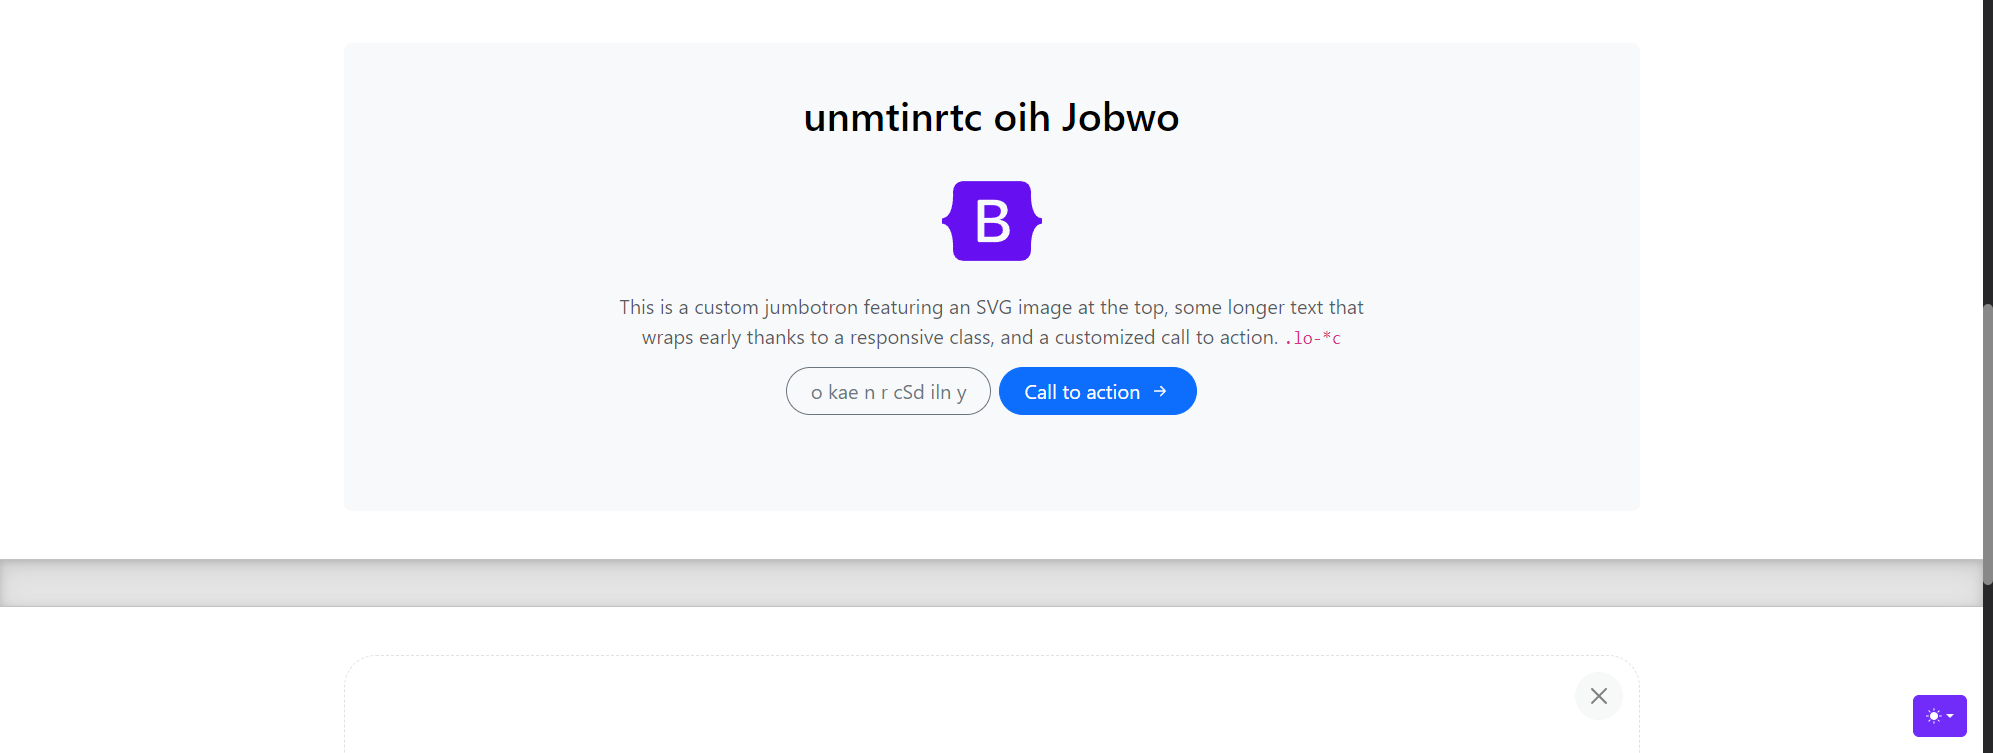 unmtinrtc oih Jobwo
B
This is a custom jumbotron featuring an SVG image at the top, some longer text that
wraps early thanks to a responsive class, and a customized call to action. .lo-*c
o kae n r cSd iln y
Call to action →